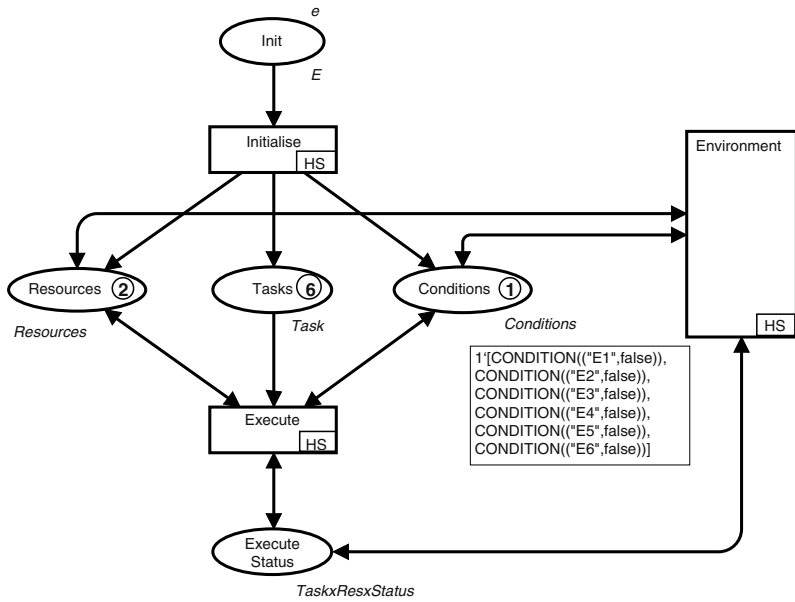 e
Init
E
Initialise
HS
Environment
Resources 2
Tasks 6
Conditions 1
Resources
Task
Conditions
HS
1‘[CONDITION(("E1",false)),
CONDITION(("E2",false)),
CONDITION(("E3",false)),
CONDITION(("E4",false)),
CONDITION(("E5",false)),
CONDITION(("E6",false))]
Execute
HS
Execute
Status
TaskxResxStatus